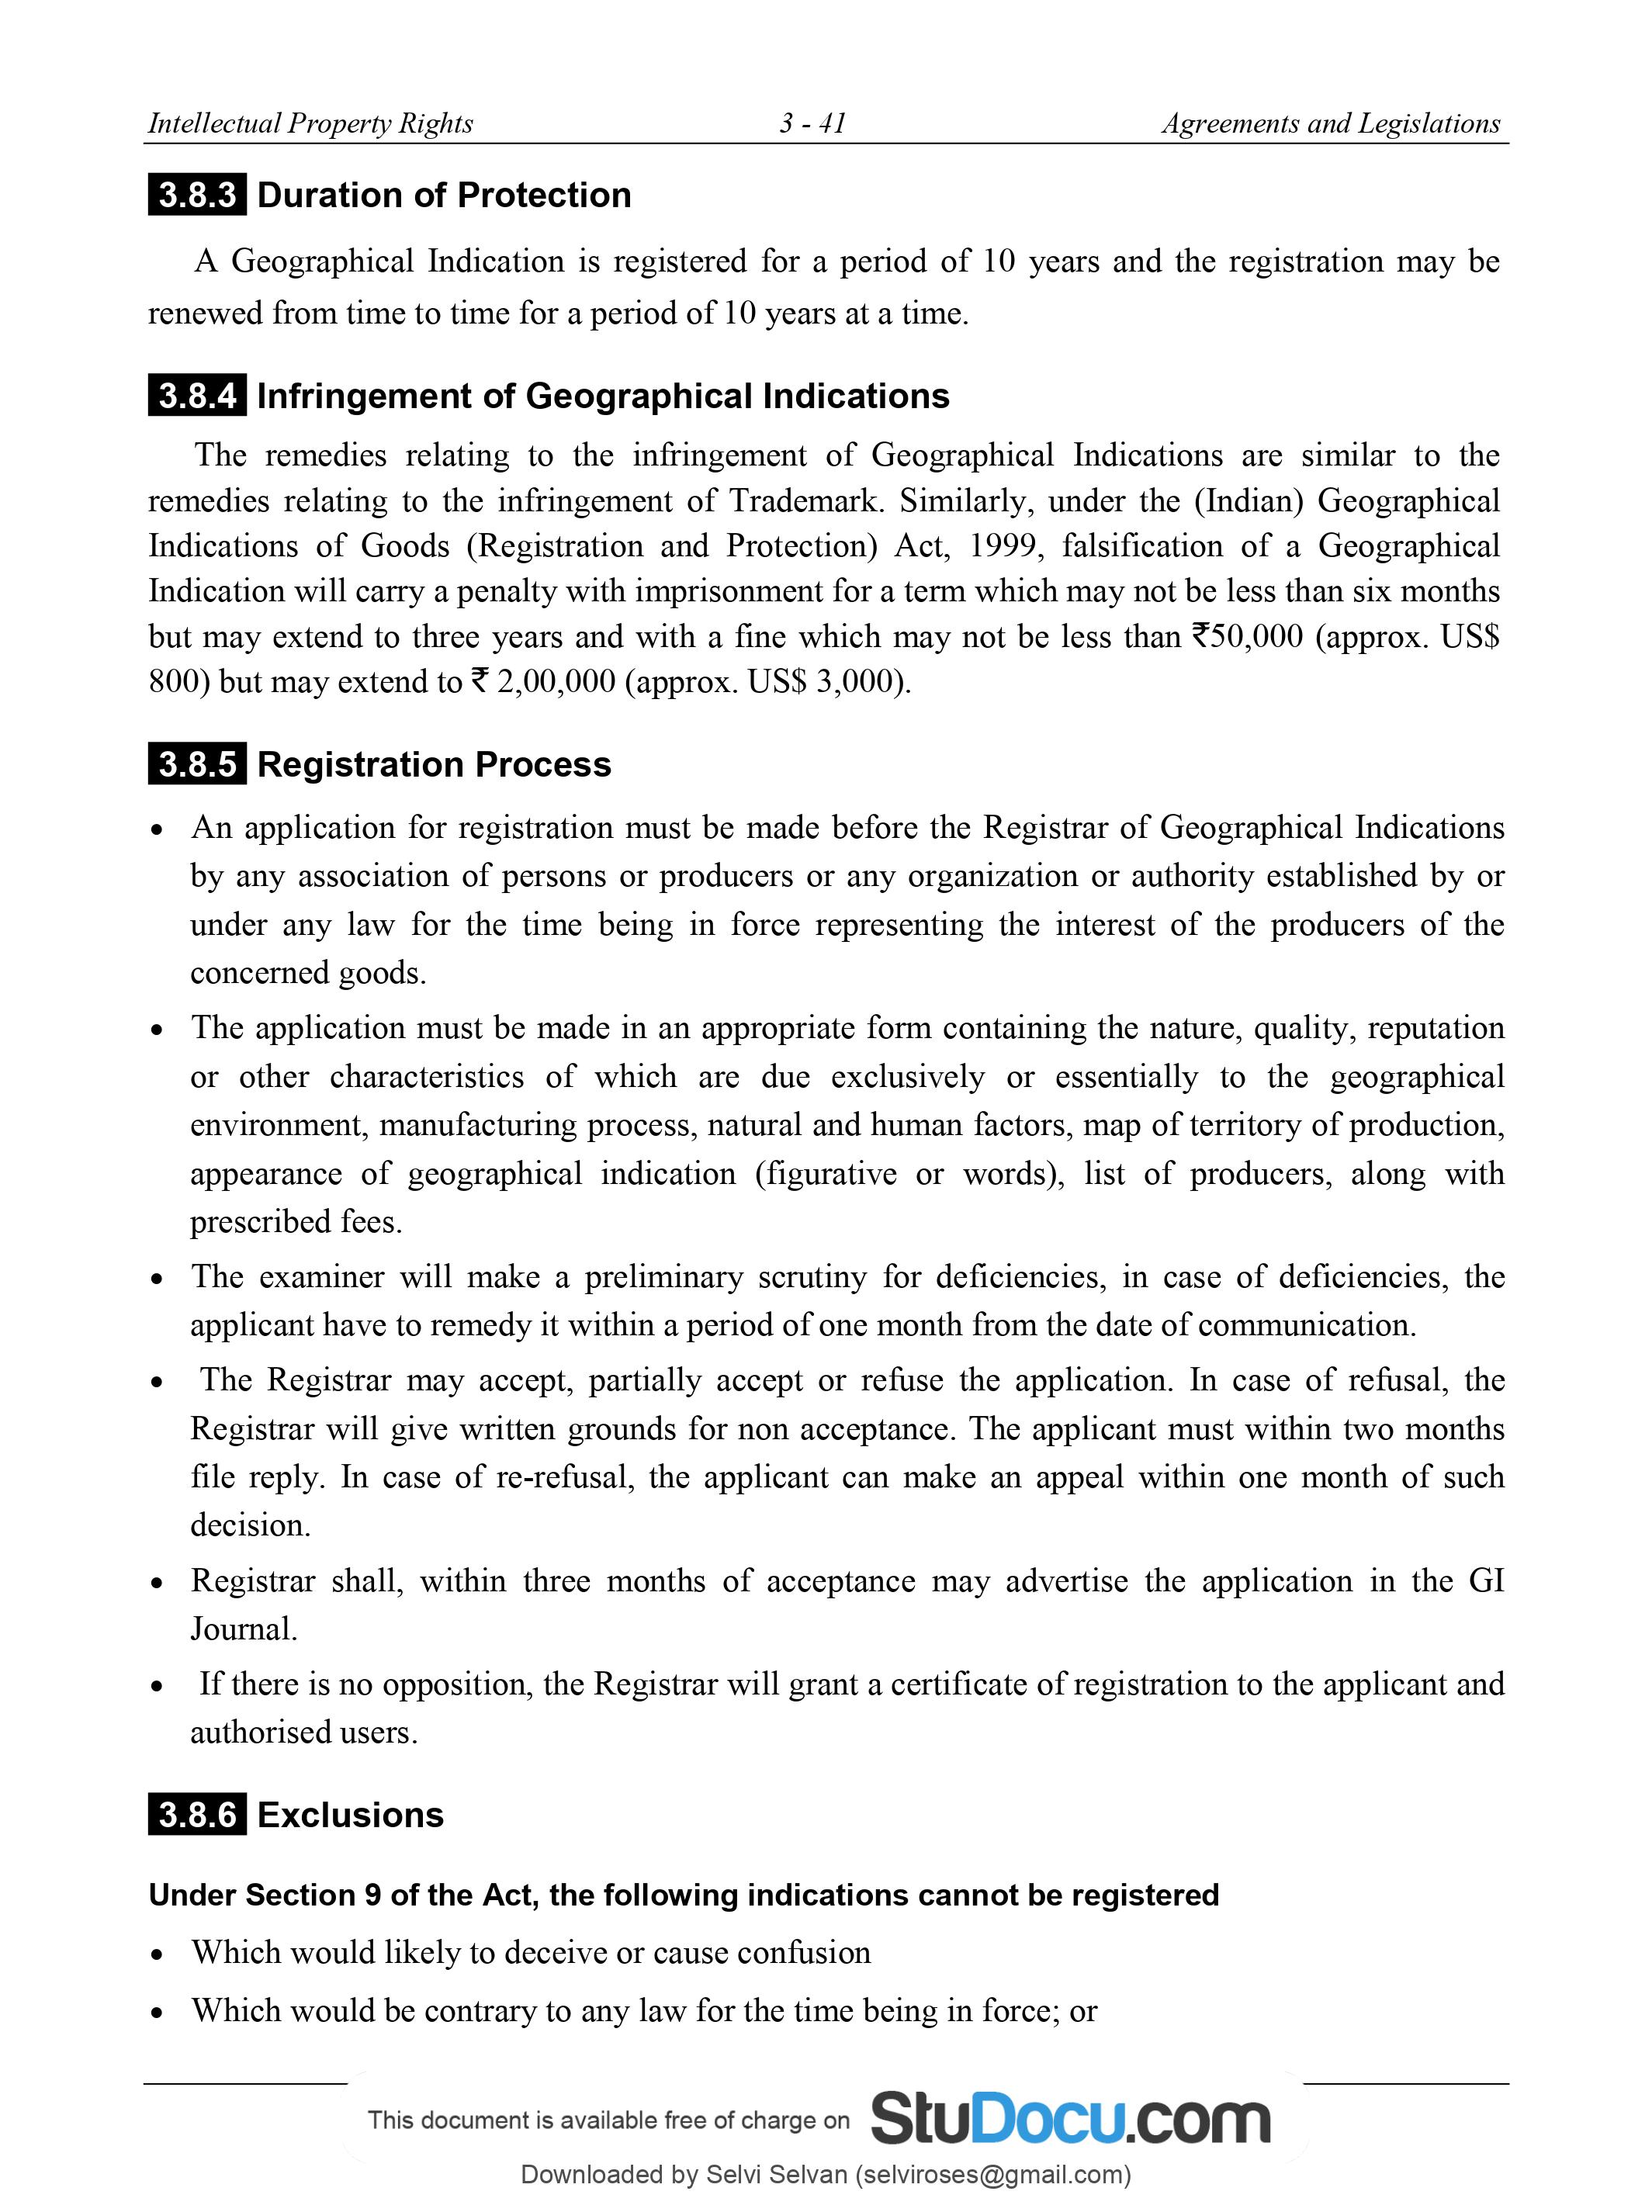 Intellectual Property Rights 3 - 41 Agreements and Legislations
3.8.3 Duration of Protection
A Geographical Indication is registered for a period of 10 years and the registration may be
renewed from time to time for a period of 10 years at a time.
3.8.4 Infringement of Geographical Indications
The remedies relating to the infringement of Geographical Indications are similar to the
remedies relating to the infringement of Trademark. Similarly, under the (Indian) Geographical
Indications of Goods (Registration and Protection) Act, 1999, falsification of a Geographical
Indication will carry a penalty with imprisonment for a term which may not be less than six months
but may extend to three years and with a fine which may not be less than ₹50,000 (approx. US$
800) but may extend to ₹ 2,00,000 (approx. US$ 3,000).
3.8.5 Registration Process
• An application for registration must be made before the Registrar of Geographical Indications
by any association of persons or producers or any organization or authority established by or
under any law for the time being in force representing the interest of the producers of the
concerned goods.
• The application must be made in an appropriate form containing the nature, quality, reputation
or other characteristics of which are due exclusively or essentially to the geographical
environment, manufacturing process, natural and human factors, map of territory of production,
appearance of geographical indication (figurative or words), list of producers, along with
prescribed fees.
• The examiner will make a preliminary scrutiny for deficiencies, in case of deficiencies, the
applicant have to remedy it within a period of one month from the date of communication.
• The Registrar may accept, partially accept or refuse the application. In case of refusal, the
Registrar will give written grounds for non acceptance. The applicant must within two months
file reply. In case of re-refusal, the applicant can make an appeal within one month of such
decision.
• Registrar shall, within three months of acceptance may advertise the application in the GI
Journal.
• If there is no opposition, the Registrar will grant a certificate of registration to the applicant and
authorised users.
3.8.6 Exclusions
Under Section 9 of the Act, the following indications cannot be registered
• Which would likely to deceive or cause confusion
• Which would be contrary to any law for the time being in force; or
This document is available free of charge on StuDocu.com
Downloaded by Selvi Selvan (selviroses@gmail.com)